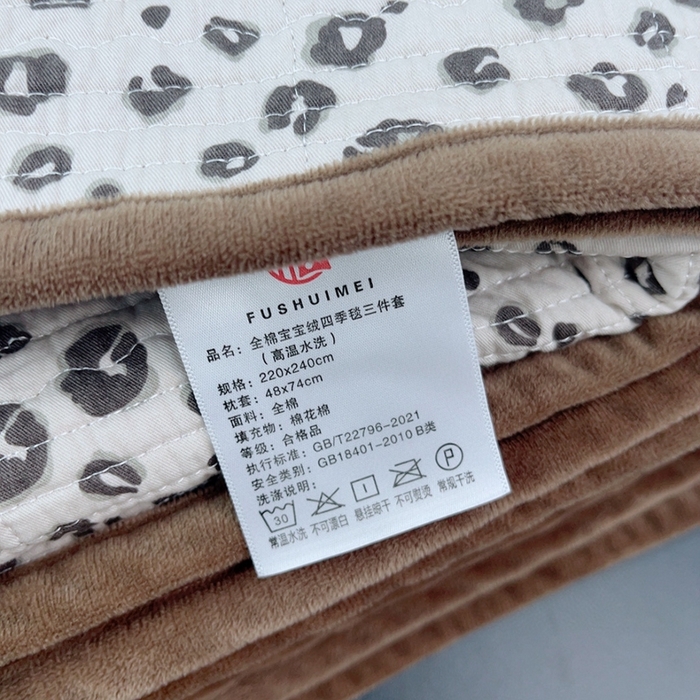 FUSHUIMEI
品名：全棉宝宝绒四季毯三件套
（高温水洗）
规格：220x240cm
枕套：48x74cm
面料：全棉
填充物：棉花棉
等级：合格品
执行标准：GB/T22796-2021
安全类别：GB18401-2010 B类
洗涤说明：
30 P
常温水洗 不可漂白 悬挂晾干 不可熨烫 常规干洗